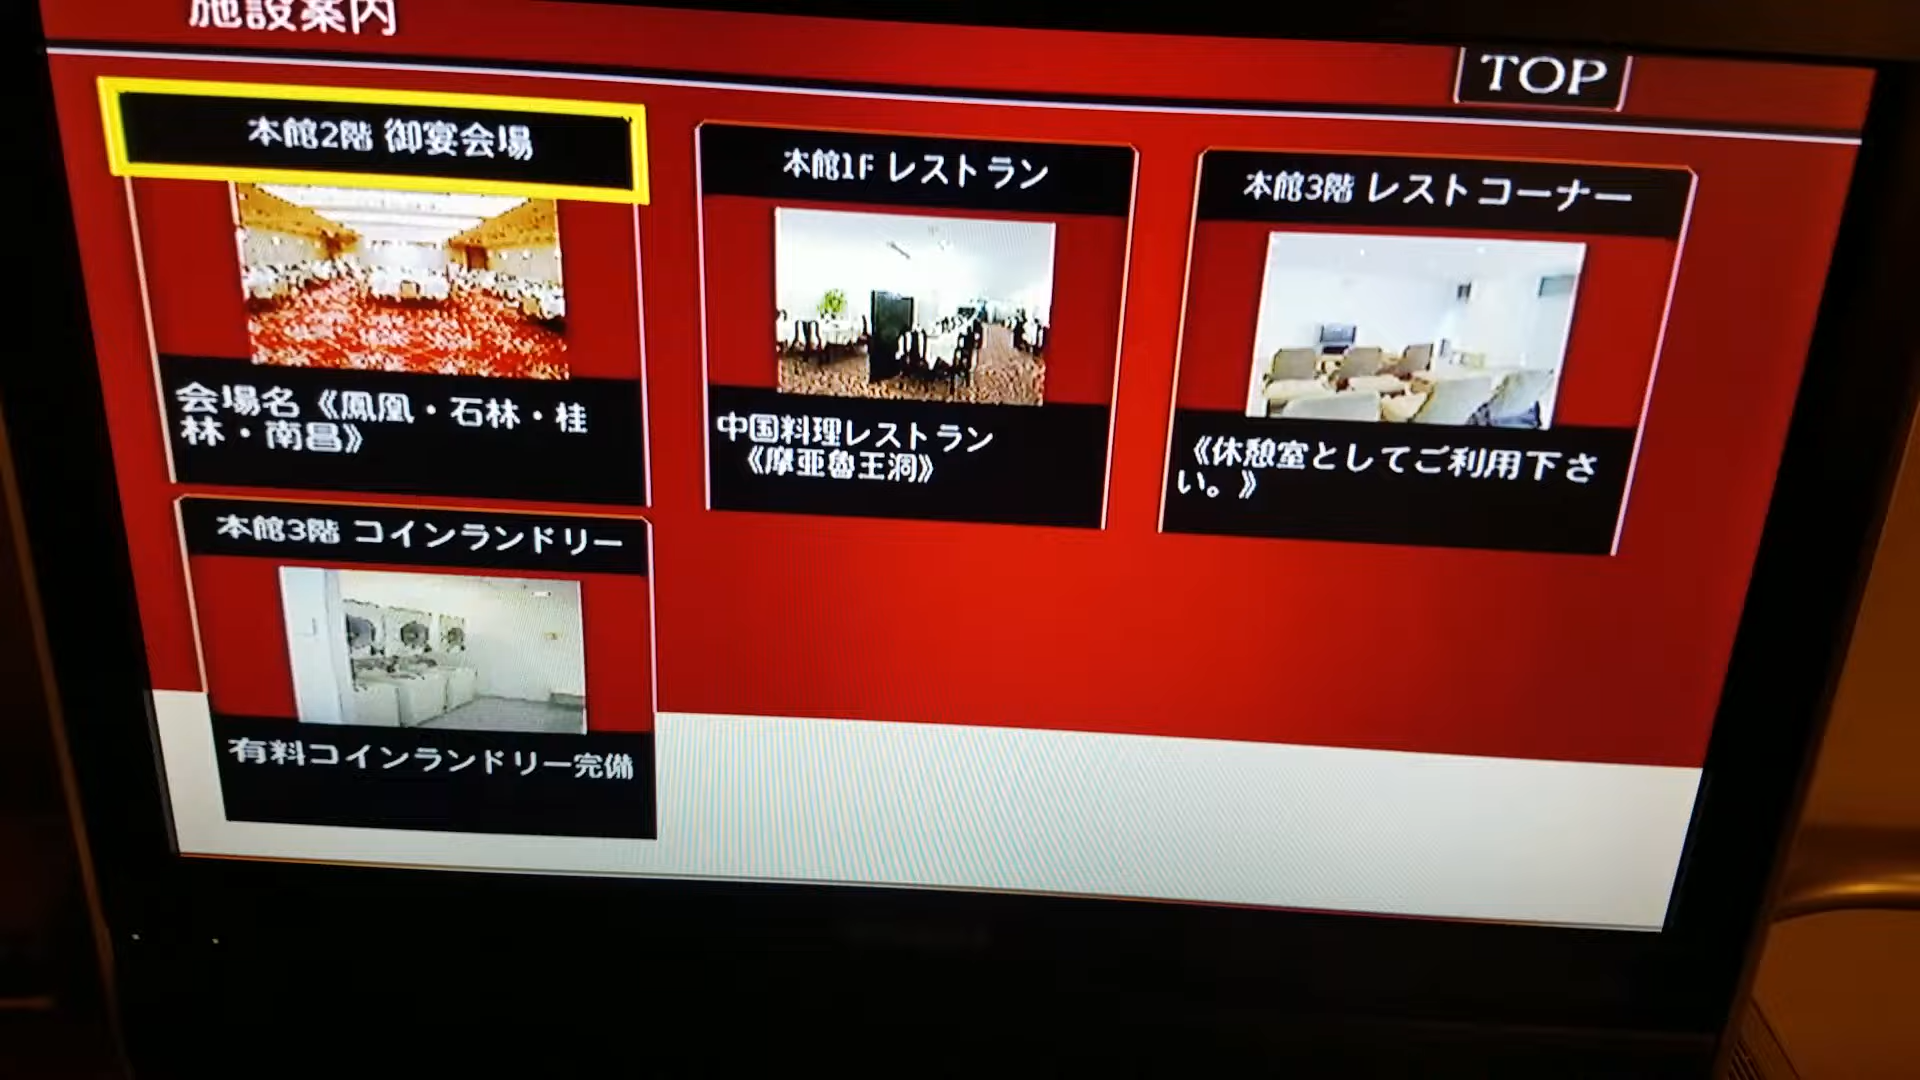 施設案内
TOP
本館2階 御宴会場
会場名《鳳凰・石林・桂
林・南昌》
本館1F レストラン
中国料理レストラン
《摩亜魯王洞》
本館3階 レストコーナー
《休憩室としてご利用下さ
い。》
本館3階 コインランドリー
有料コインランドリー完備